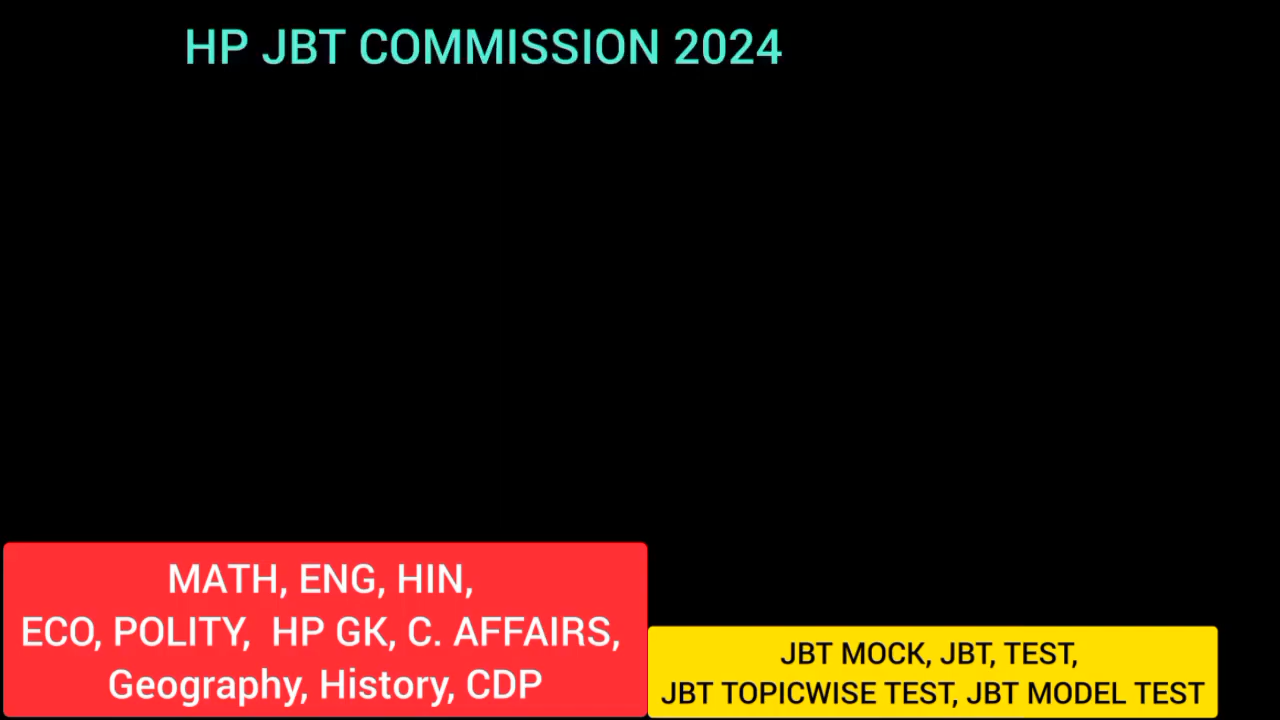 HP JBT COMMISSION 2024
MATH, ENG, HIN,
ECO, POLITY, HP GK, C. AFFAIRS,
Geography, History, CDP
JBT MOCK, JBT, TEST,
JBT TOPICWISE TEST, JBT MODEL TEST